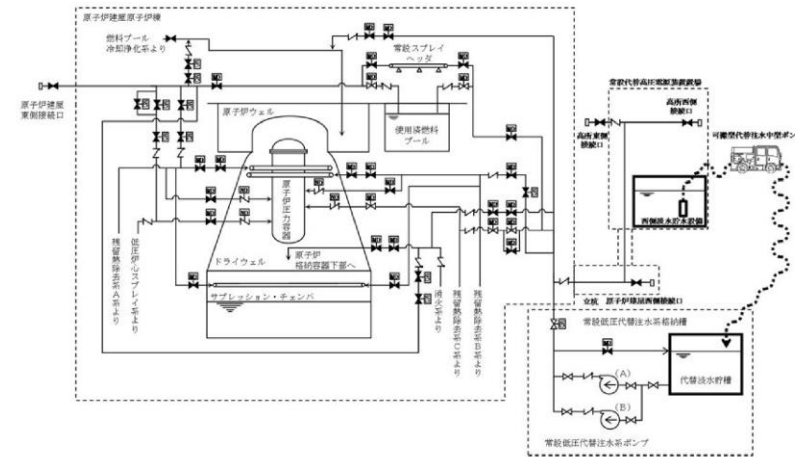 原子炉建屋原子炉棟
燃料プール
冷却浄化系より
常設スプレイ
ヘッダ
原子炉建屋
東側接続口
原子炉ウェル
使用済燃料
プール
常設代替高圧電源装置置場
高所西側
接続口
高所東側
接続口
可搬型代替注水中型ポンプ
西側淡水貯水設備
原子炉圧力容器
ドライウェル
原子炉
格納容器下部へ
サプレッション・チェンバ
残留熱除去系A系より
低圧炉心スプレイ系より
消火系より
残留熱除去系C系より
残留熱除去系B系より
立坑
原子炉建屋西側接続口
常設低圧代替注水系格納槽
代替淡水貯槽
(A)
(B)
常設低圧代替注水系ポンプ